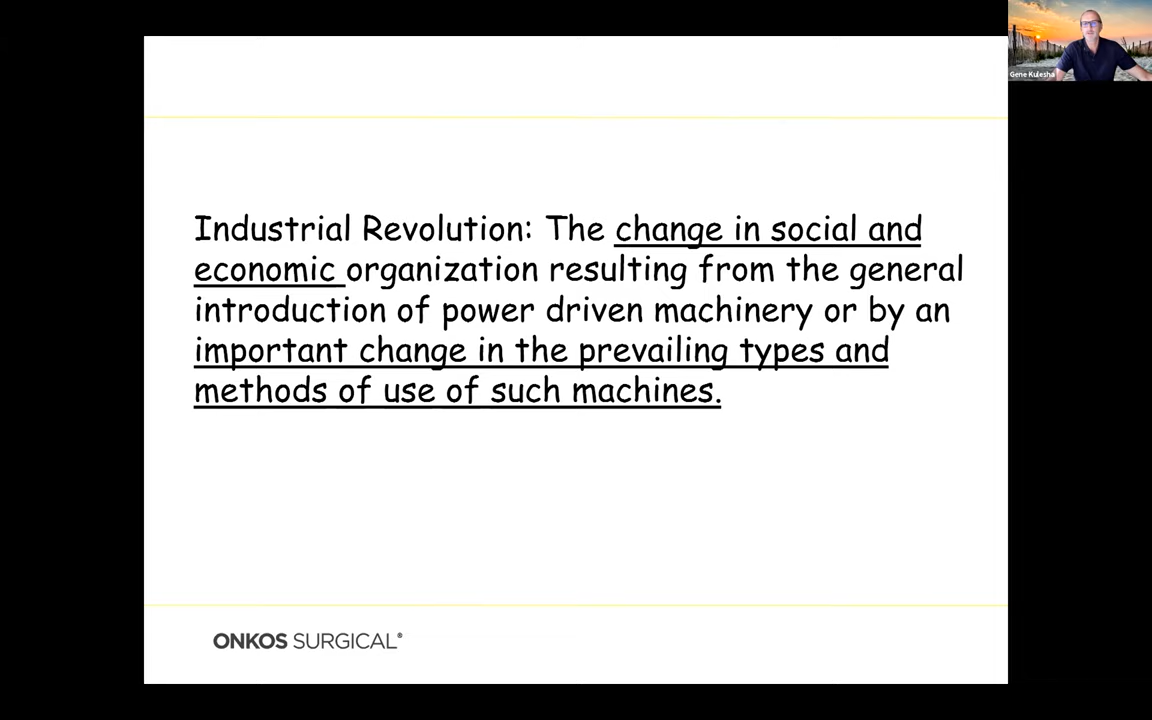 Gene Kulesha
Industrial Revolution: The change in social and
economic organization resulting from the general
introduction of power driven machinery or by an
important change in the prevailing types and
methods of use of such machines.
ONKOS SURGICAL®